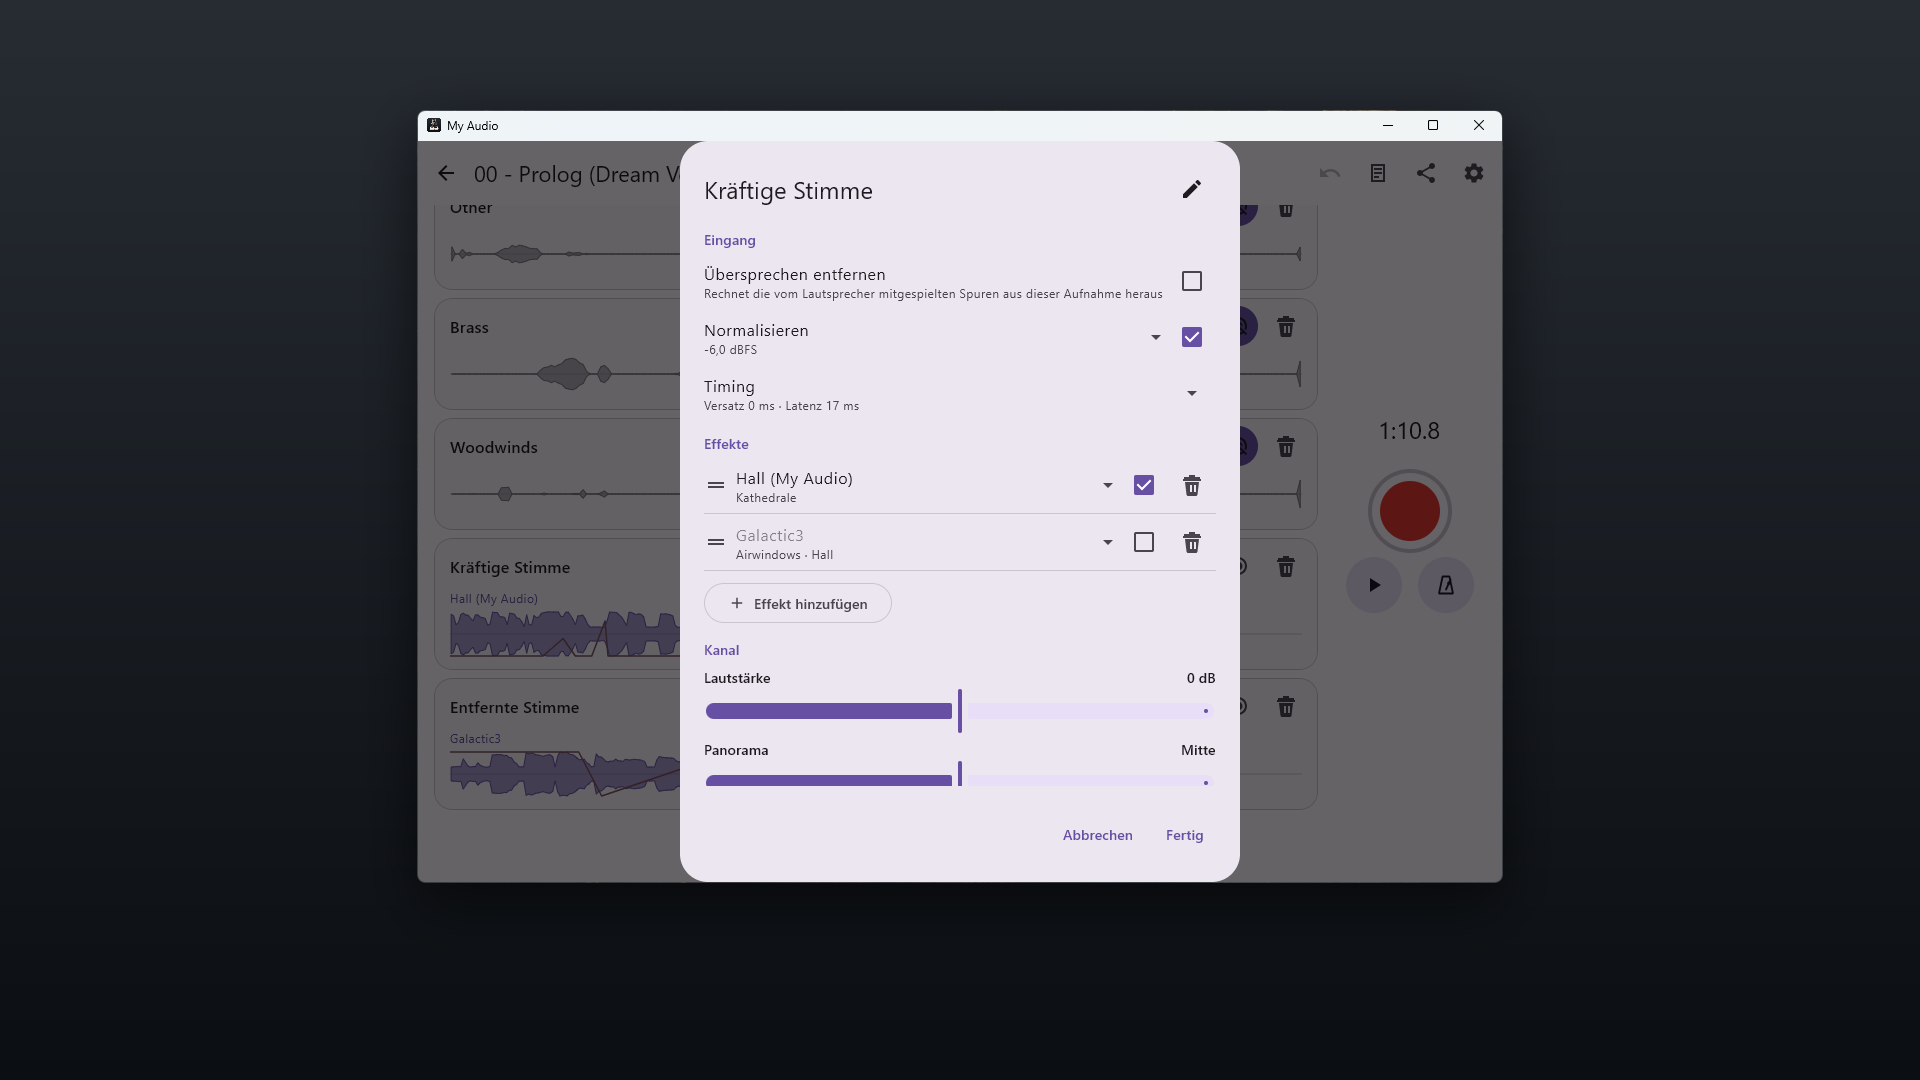 My Audio
00 - Prolog (Dream V
Other
Brass
Woodwinds
Kräftige Stimme
Hall (My Audio)
Entfernte Stimme
Galactic3
Kräftige Stimme
Eingang
Übersprechen entfernen
Rechnet die vom Lautsprecher mitgespielten Spuren aus dieser Aufnahme heraus
Normalisieren
-6,0 dBFS
Timing
Versatz 0 ms · Latenz 17 ms
Effekte
Hall (My Audio)
Kathedrale
Galactic3
Airwindows · Hall
Effekt hinzufügen
Kanal
Lautstärke 0 dB
Panorama Mitte
Abbrechen Fertig
1:10.8